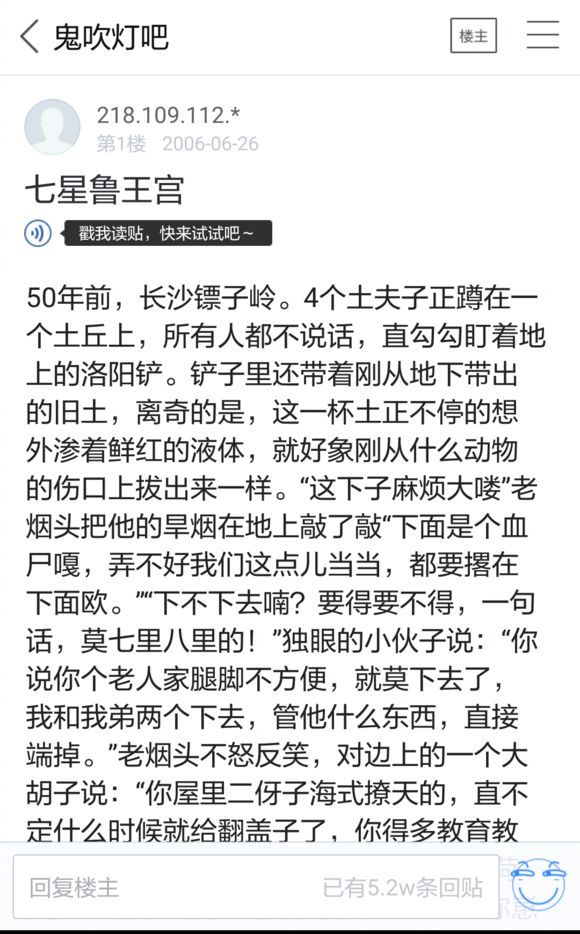 鬼吹灯吧
楼主
218.109.112.*
第1楼 2006-06-26
七星鲁王宫
戳我读贴，快来试试吧～
50年前，长沙镖子岭。4个土夫子正蹲在一
个土丘上，所有人都不说话，直勾勾盯着地
上的洛阳铲。铲子里还带着刚从地下带出
的旧土，离奇的是，这一杯土正不停的想
外渗着鲜红的液体，就好象刚从什么动物
的伤口上拔出来一样。“这下子麻烦大喽”老
烟头把他的旱烟在地上敲了敲“下面是个血
尸嘎，弄不好我们这点儿当当，都要撂在
下面欧。”“下不下去喃？要得要不得，一句
话，莫七里八里的！”独眼的小伙子说：“你
说你个老人家腿脚不方便，就莫下去了，
我和我弟两个下去，管他什么东西，直接
端掉。”老烟头不怒反笑，对边上的一个大
胡子说：“你屋里二伢子海式撩天的，直不
定什么时候就给翻盖子了，你得多教育教
回复楼主 已有5.2w条回贴